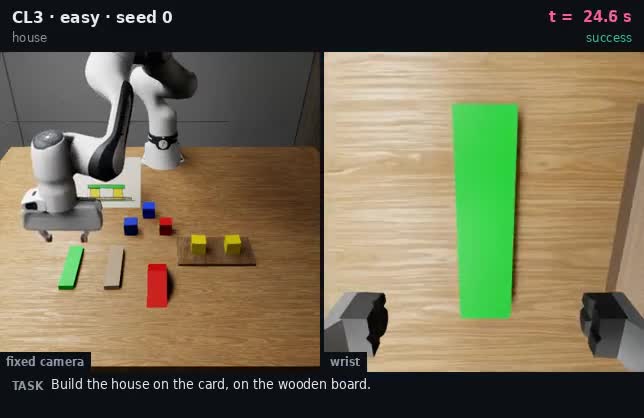 CL3 · easy · seed 0
t = 24.6 s
house
success
fixed camera
wrist
TASK Build the house on the card, on the wooden board.